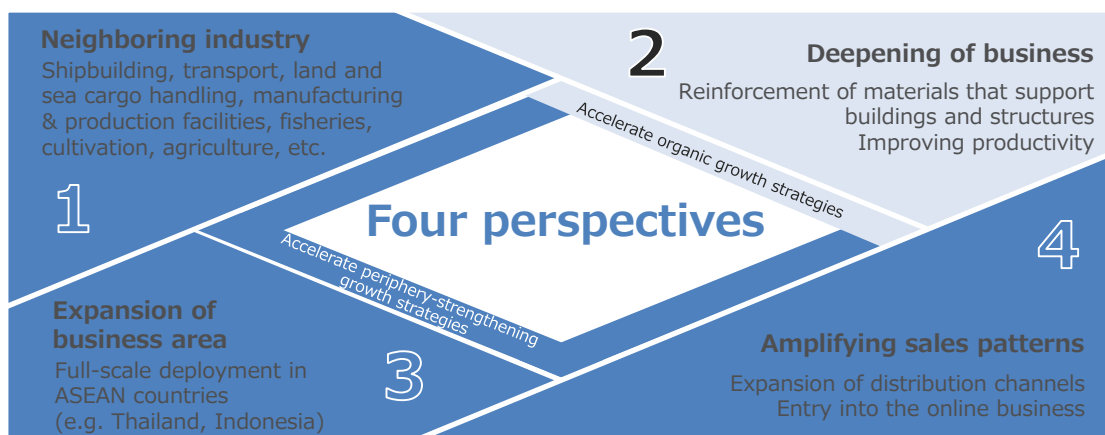 Neighboring industry
Shipbuilding, transport, land and
sea cargo handling, manufacturing
& production facilities, fisheries,
cultivation, agriculture, etc.
1
2
Deepening of business
Reinforcement of materials that support
buildings and structures
Improving productivity
Accelerate organic growth strategies
Four perspectives
Accelerate periphery-strengthening
growth strategies
Expansion of
business area
Full-scale deployment in
ASEAN countries
(e.g. Thailand, Indonesia)
3
4
Amplifying sales patterns
Expansion of distribution channels
Entry into the online business